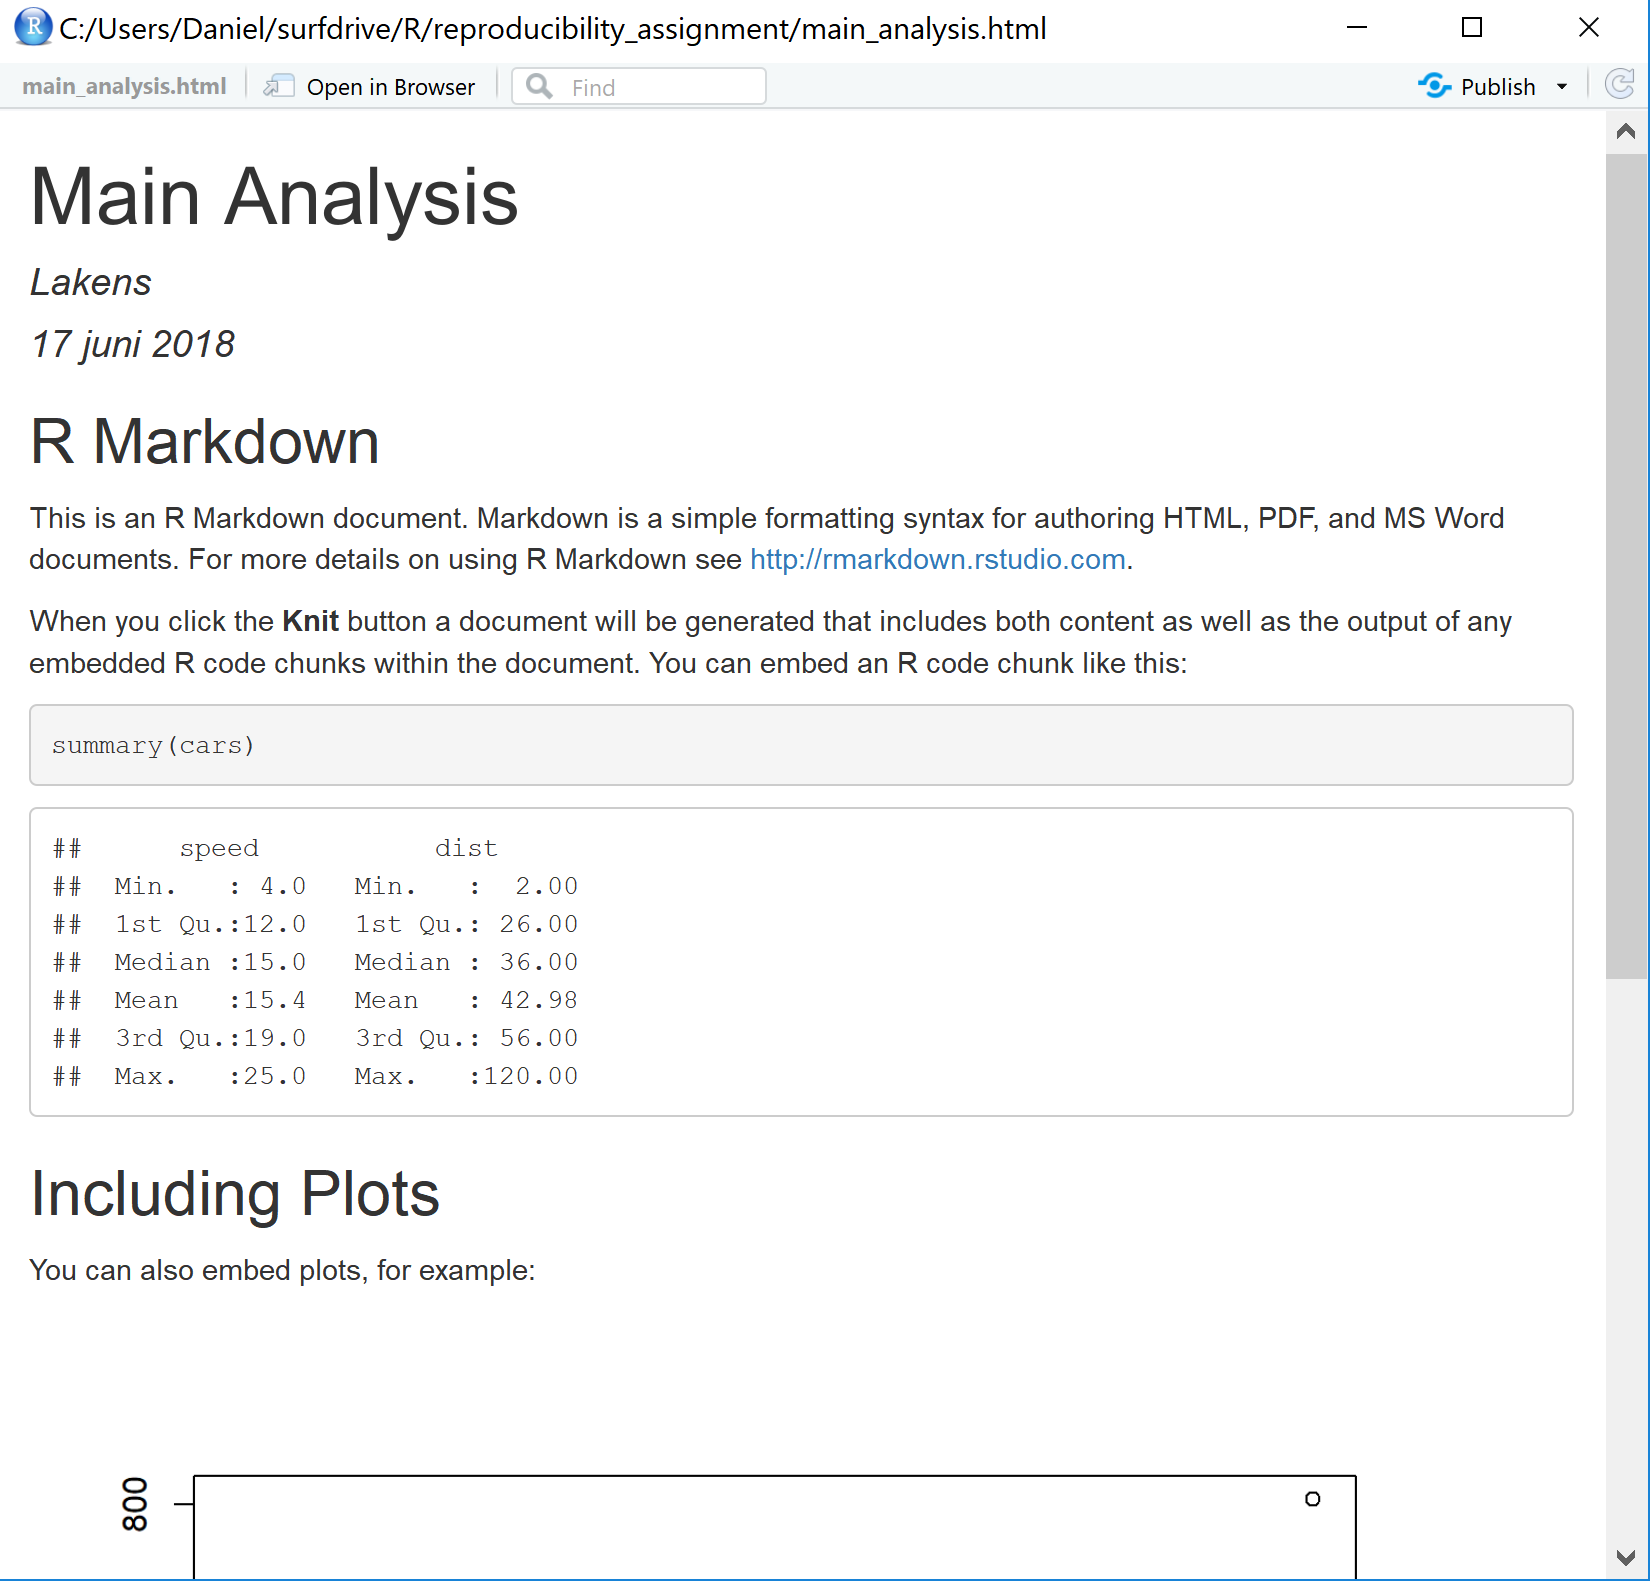 C:/Users/Daniel/surfdrive/R/reproducibility_assignment/main_analysis.html
main_analysis.html Open in Browser Find Publish
Main Analysis
Lakens
17 juni 2018
R Markdown
This is an R Markdown document. Markdown is a simple formatting syntax for authoring HTML, PDF, and MS Word
documents. For more details on using R Markdown see http://rmarkdown.rstudio.com.
When you click the Knit button a document will be generated that includes both content as well as the output of any
embedded R code chunks within the document. You can embed an R code chunk like this:
summary(cars)
##      speed           dist
##  Min.   : 4.0   Min.   :  2.00
##  1st Qu.:12.0   1st Qu.: 26.00
##  Median :15.0   Median : 36.00
##  Mean   :15.4   Mean   : 42.98
##  3rd Qu.:19.0   3rd Qu.: 56.00
##  Max.   :25.0   Max.   :120.00
Including Plots
You can also embed plots, for example:
800